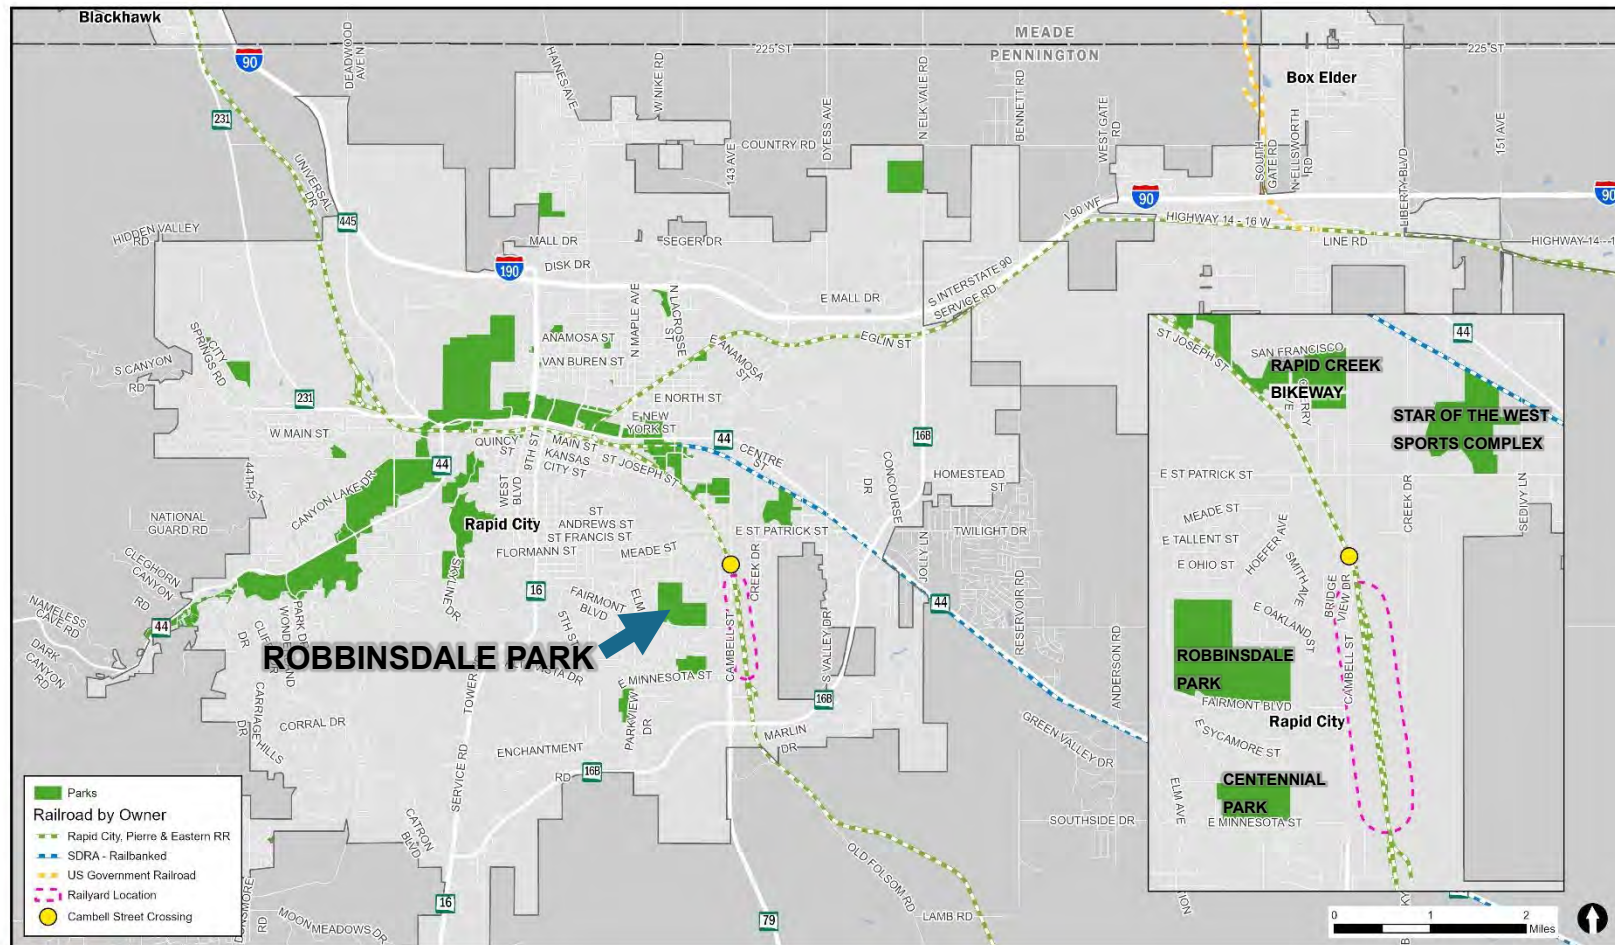 Blackhawk
MEADE
PENNINGTON
225 ST
225 ST
Box Elder
90
231
DEADWOOD
AVE N
HAINES AVE
W NIKE RD
143 AVE
DYESS AVE
N ELK VALE RD
BENNETT RD
WEST GATE
RD
SOUTH
GATE RD
N ELLSWORTH
RD
LIBERTY BLVD
151 AVE
COUNTRY RD
UNIVERSAL
DR
445
90
90
I 90 WF
HIGHWAY 14 - 16 W
LINE RD
HIGHWAY 14 - 1
HIDDEN VALLEY
RD
MALL DR
SEGER DR
190
DISK DR
E MALL DR
S INTERSTATE 90
SERVICE RD
N MAPLE AVE
N LACROSSE
ST
ANAMOSA ST
VAN BUREN ST
E ANAMOSA
ST
EGLIN ST
CITY
SPRINGS RD
S CANYON
RD
231
E NORTH ST
E NEW
YORK ST
W MAIN ST
QUINCY
ST
9TH ST
MAIN ST
KANSAS
CITY ST
ST JOSEPH ST
44
CENTRE
ST
16B
44
44TH ST
CANYON LAKE DR
WEST
BLVD
CONCOURSE
DR
HOMESTEAD
ST
NATIONAL
GUARD RD
Rapid City
ST
ANDREWS ST
ST FRANCIS ST
FLORMANN ST
MEADE ST
E ST PATRICK ST
TWILIGHT DR
CLEGHORN
CANYON
RD
SKYLINE
DR
16
FAIRMONT
BLVD
5TH ST
ELM
CREEK DR
CAMBELL ST
S VALLEY DR
JOLLY LN
44
RESERVOIR RD
ANDERSON RD
NAMELESS
CAVE RD
44
DARK
CANYON
RD
PARK DR
WONDERLAND
DR
CLIFF
DR
ROBBINSDALE PARK
E MINNESOTA ST
TOWER
16B
CARRIAGE
HILLS
DR
CORRAL DR
PARKVIEW
DR
MARLIN
DR
GREEN VALLEY DR
ENCHANTMENT
RD
16B
SERVICE RD
CATRON
BLVD
SOUTHSIDE DR
OLD FOLSOM RD
16
79
LAMB RD
RD
MOON
MEADOWS DR
Parks
Railroad by Owner
Rapid City, Pierre & Eastern RR
SDRA - Railbanked
US Government Railroad
Railyard Location
Cambell Street Crossing
ST JOSEPH ST
SAN FRANCISCO
44
RAPID CREEK
BIKEWAY
STAR OF THE WEST
SPORTS COMPLEX
E ST PATRICK ST
CREEK DR
SEDIVY LN
MEADE ST
E TALLENT ST
HOEFER AVE
E OHIO ST
SMITH AVE
BRIDGE
VIEW DR
E OAKLAND
ST
CAMBELL ST
ROBBINSDALE
PARK
FAIRMONT BLVD
Rapid City
E SYCAMORE ST
ELM AVE
CENTENNIAL
PARK
E MINNESOTA ST
0 1 2
Miles